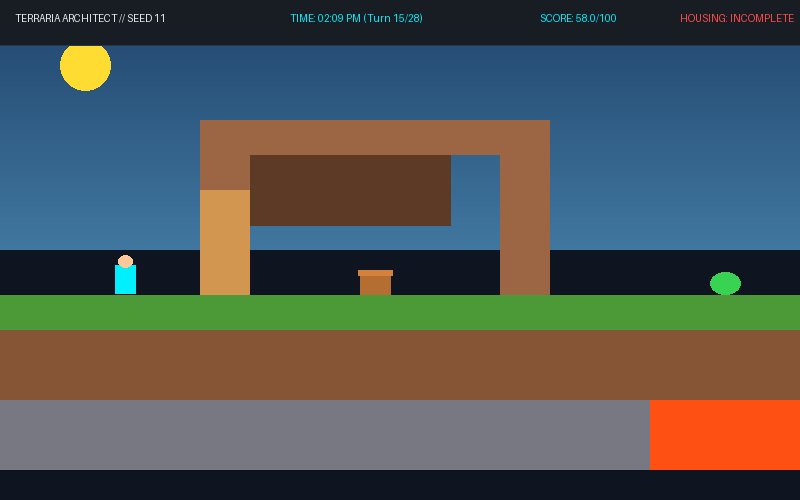 TERRARIA ARCHITECT // SEED 11
TIME: 02:09 PM (Turn 15/28)
SCORE: 58.0/100
HOUSING: INCOMPLETE